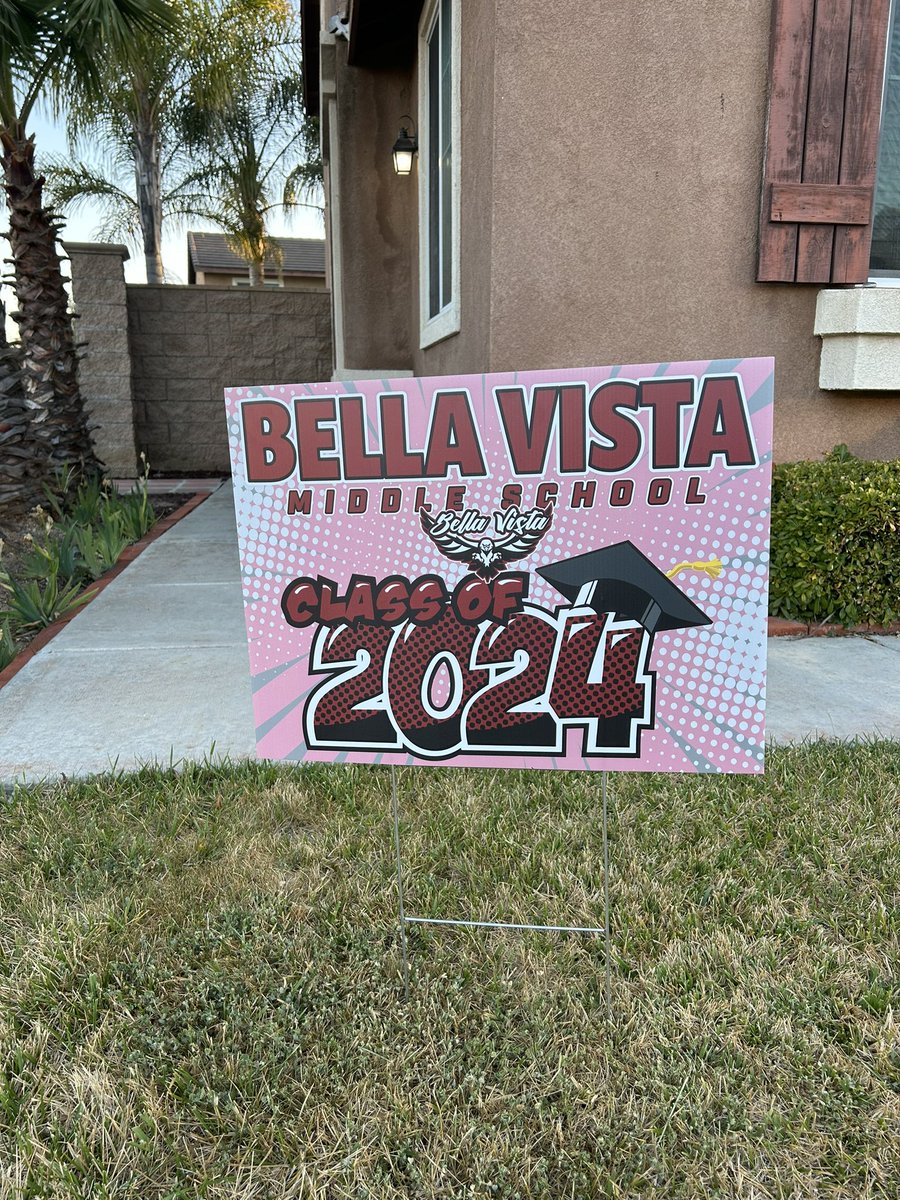 BELLA VISTA
MIDDLE SCHOOL
Bella Vista
CLASS OF
2024